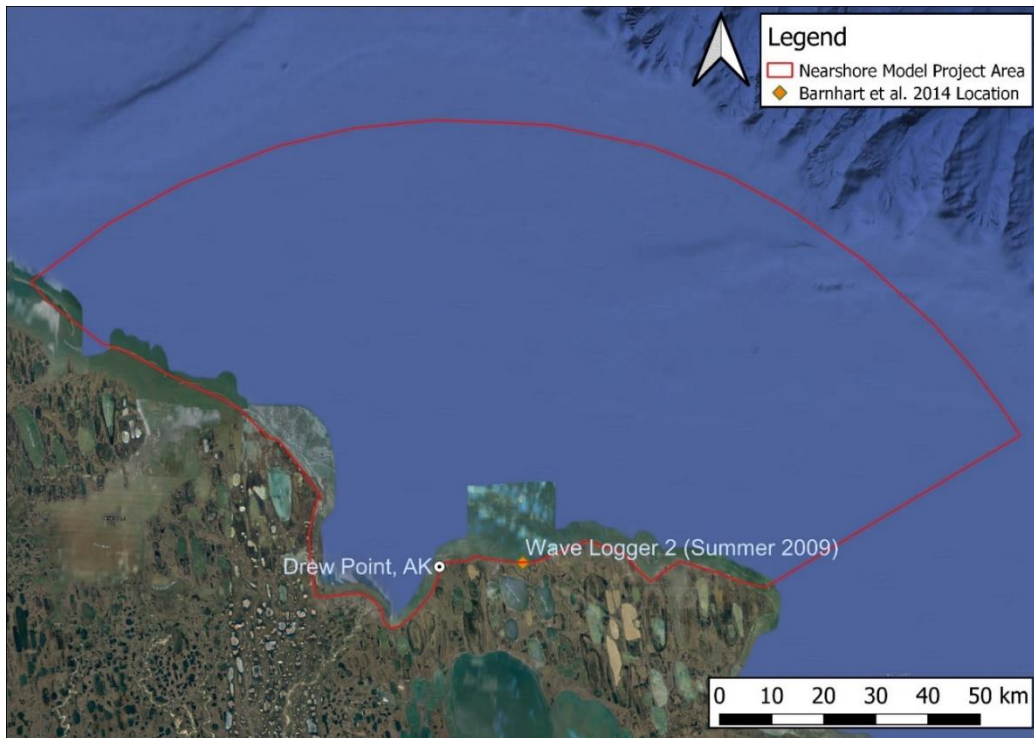 Legend
Nearshore Model Project Area
Barnhart et al. 2014 Location
Wave Logger 2 (Summer 2009)
Drew Point, AK
0 10 20 30 40 50 km